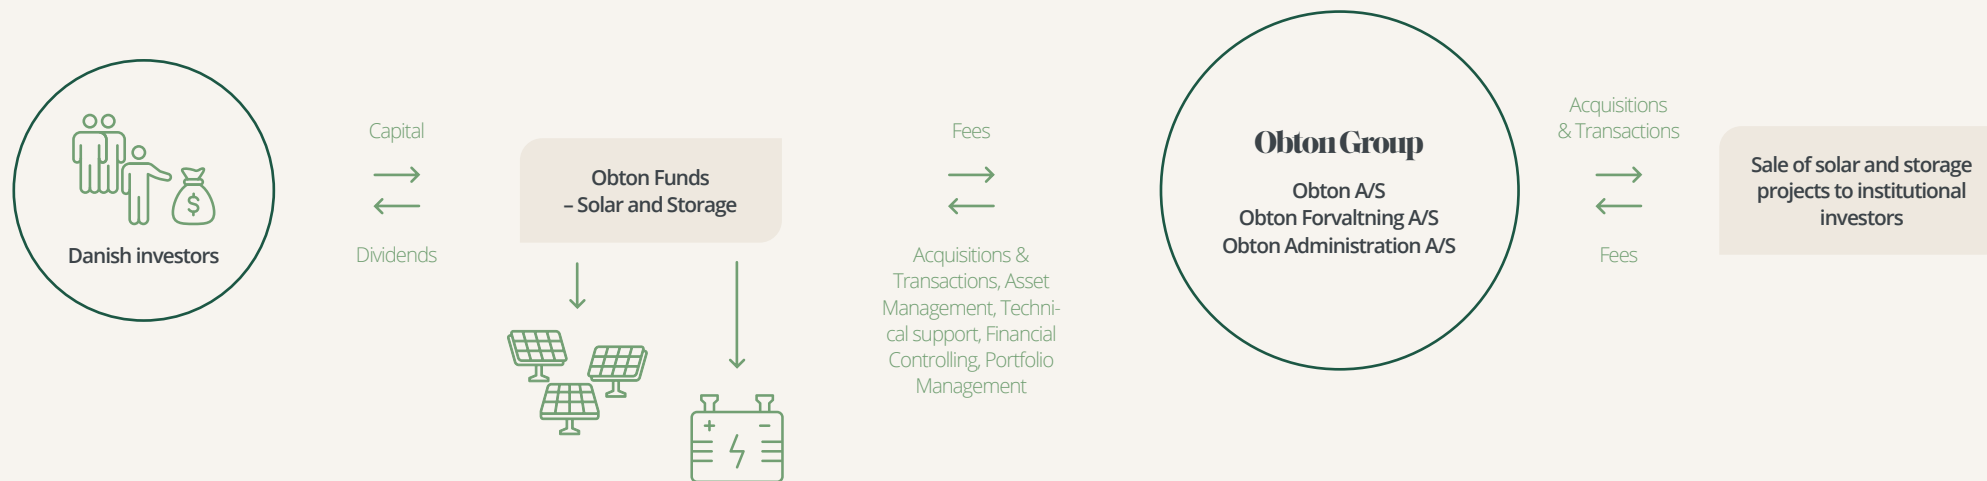 Danish investors
Capital
Dividends
Obton Funds
– Solar and Storage
+
–
Fees
Acquisitions &
Transactions, Asset
Management, Techni-
cal support, Financial
Controlling, Portfolio
Management
Obton Group
Obton A/S
Obton Forvaltning A/S
Obton Administration A/S
Acquisitions
& Transactions
Fees
Sale of solar and storage
projects to institutional
investors
$